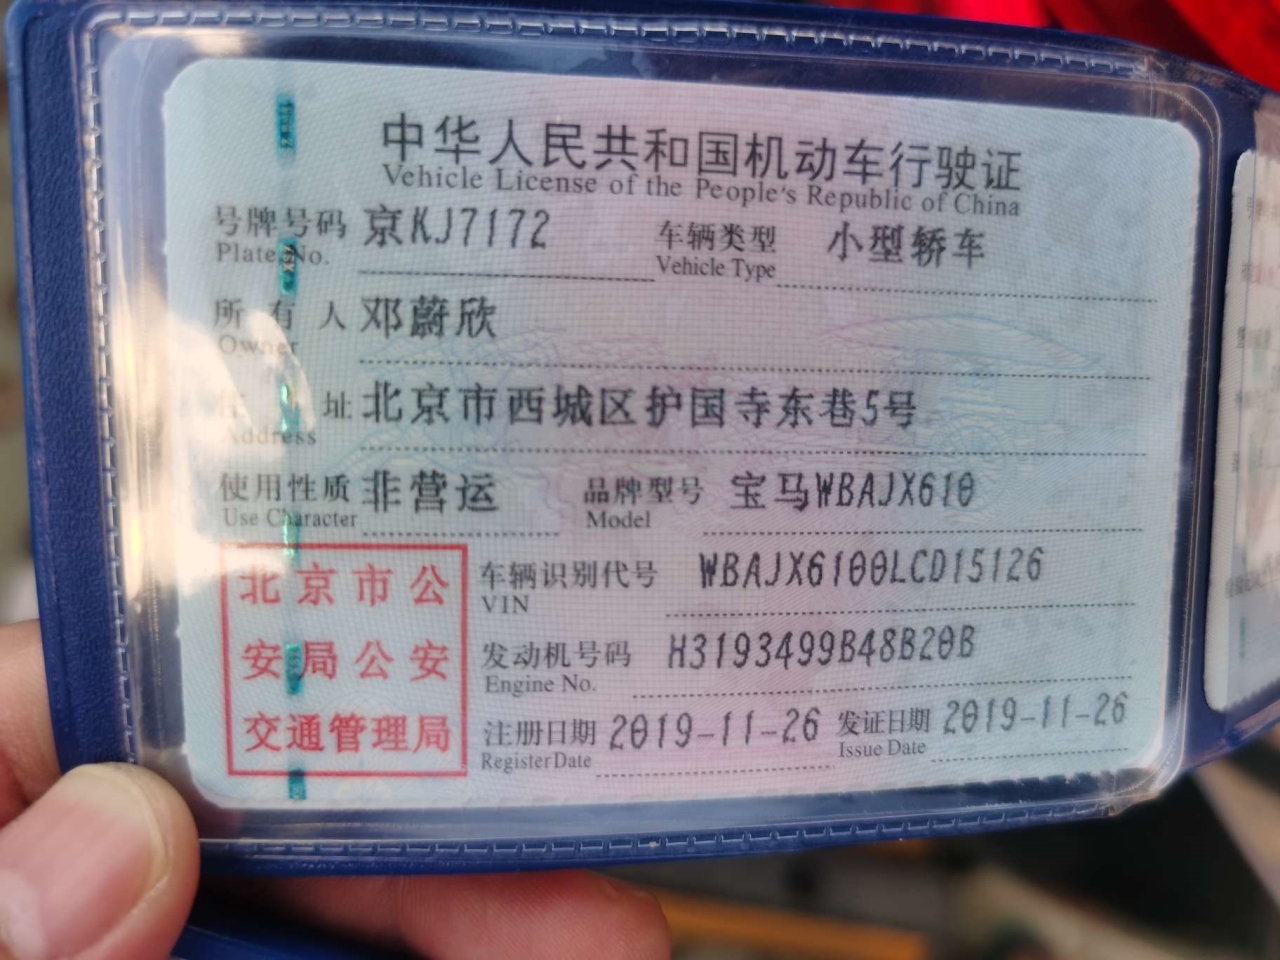 中华人民共和国机动车行驶证
Vehicle License of the People's Republic of China
号牌号码 京KJ7172 车辆类型 小型轿车
Plate No. Vehicle Type
所有人 邓蔚欣
Owner
住址 北京市西城区护国寺东巷5号
Address
使用性质 非营运 品牌型号 宝马WBAJX610
Use Character Model
北京市公
安局公安
交通管理局
车辆识别代号 WBAJX6100LCD15126
VIN
发动机号码 H3193499B48B20B
Engine No.
注册日期 2019-11-26 发证日期 2019-11-26
Register Date Issue Date